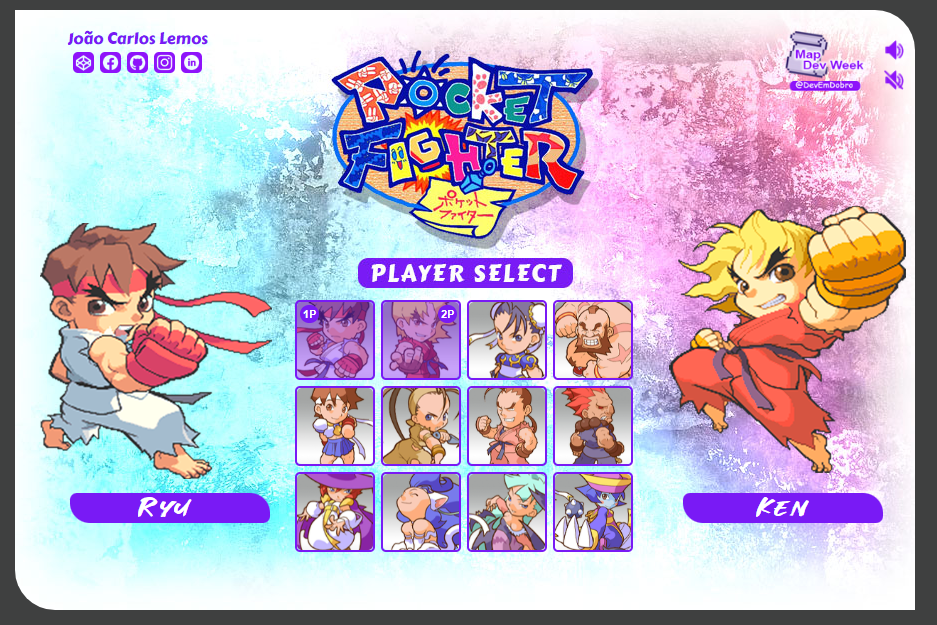 João Carlos Lemos
in
Map
Dev Week
@DevEmDobro
POCKET
FIGHTER
ポケット
ファイター
PLAYER SELECT
1P
2P
Ryu
Ken